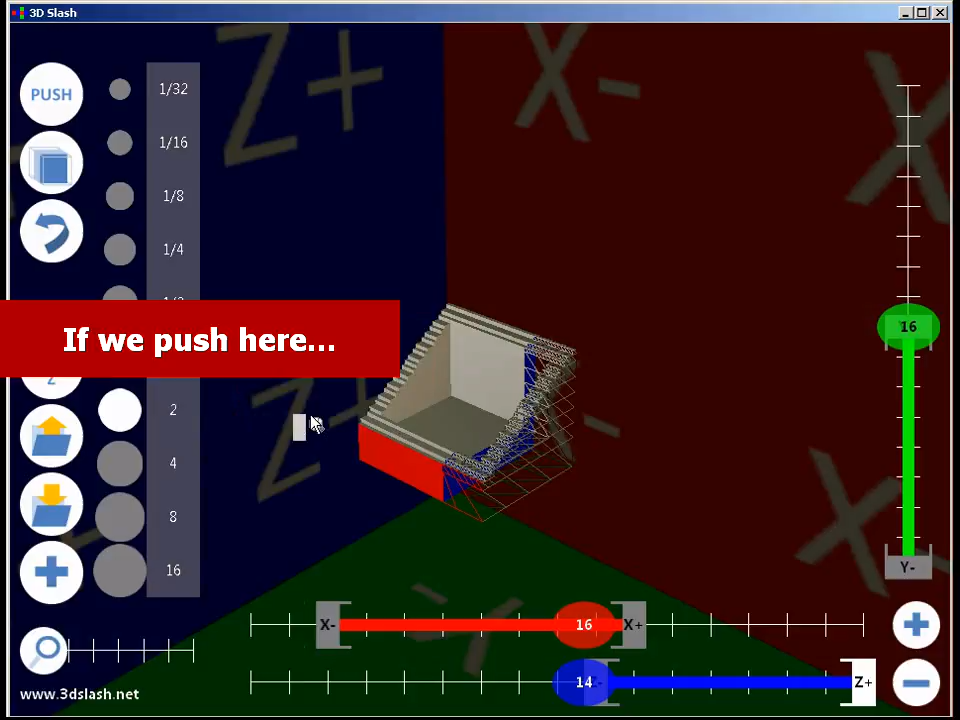 3D Slash
PUSH
1/32
1/16
1/8
1/4
If we push here...
2
4
8
16
Z+
X-
X
Z+
X-
X-
16
Y-
X-
16
X+
14
Z+
www.3dslash.net